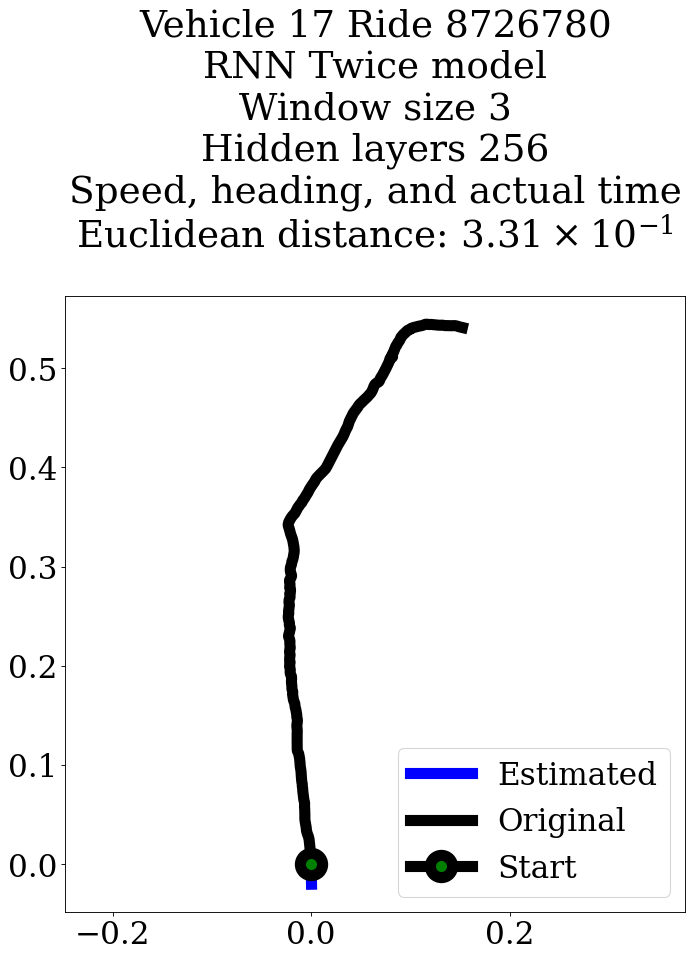 Vehicle 17 Ride 8726780
RNN Twice model
Window size 3
Hidden layers 256
Speed, heading, and actual time
Euclidean distance: 3.31 × 10⁻¹
0.5
0.4
0.3
0.2
0.1
0.0
Estimated
Original
Start
−0.2
0.0
0.2